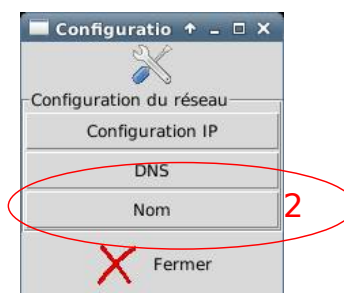 Configuratio
Configuration du réseau
Configuration IP
DNS
Nom
2
Fermer